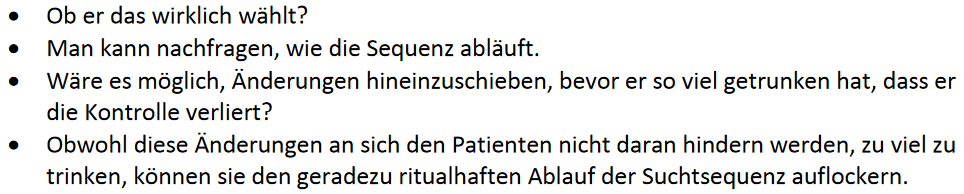 • Ob er das wirklich wählt?
• Man kann nachfragen, wie die Sequenz abläuft.
• Wäre es möglich, Änderungen hineinzuschieben, bevor er so viel getrunken hat, dass er
die Kontrolle verliert?
• Obwohl diese Änderungen an sich den Patienten nicht daran hindern werden, zu viel zu
trinken, können sie den geradezu ritualhaften Ablauf der Suchtsequenz auflockern.